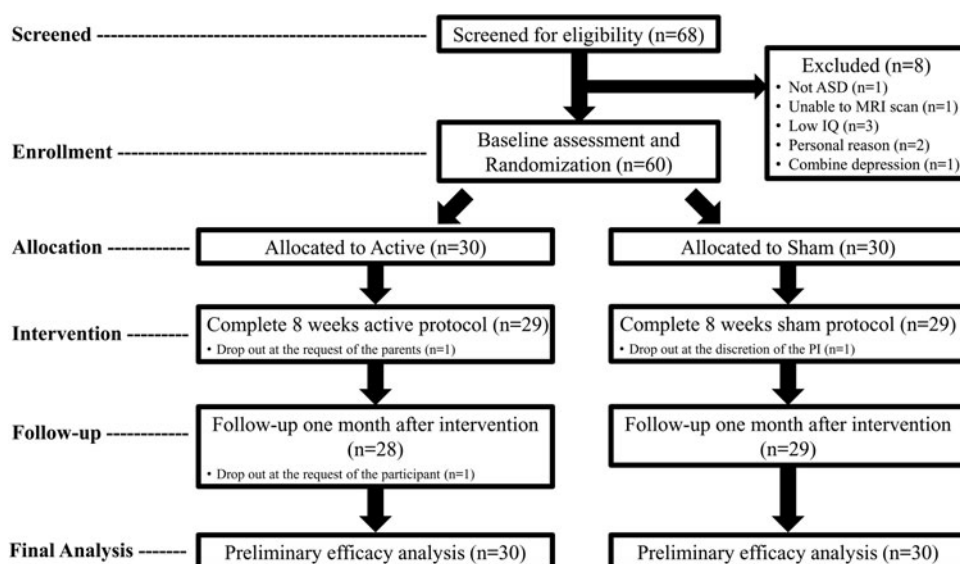 Screened ----------------------------------------
Screened for eligibility (n=68)
Excluded (n=8)
• Not ASD (n=1)
• Unable to MRI scan (n=1)
• Low IQ (n=3)
• Personal reason (n=2)
• Combine depression (n=1)
Enrollment --------------------------------------
Baseline assessment and
Randomization (n=60)
Allocation ------------
Allocated to Active (n=30)
Allocated to Sham (n=30)
Intervention ----------
Complete 8 weeks active protocol (n=29)
• Drop out at the request of the parents (n=1)
Complete 8 weeks sham protocol (n=29)
• Drop out at the discretion of the PI (n=1)
Follow-up -------------
Follow-up one month after intervention
(n=28)
• Drop out at the request of the participant (n=1)
Follow-up one month after intervention
(n=29)
Final Analysis -------
Preliminary efficacy analysis (n=30)
Preliminary efficacy analysis (n=30)